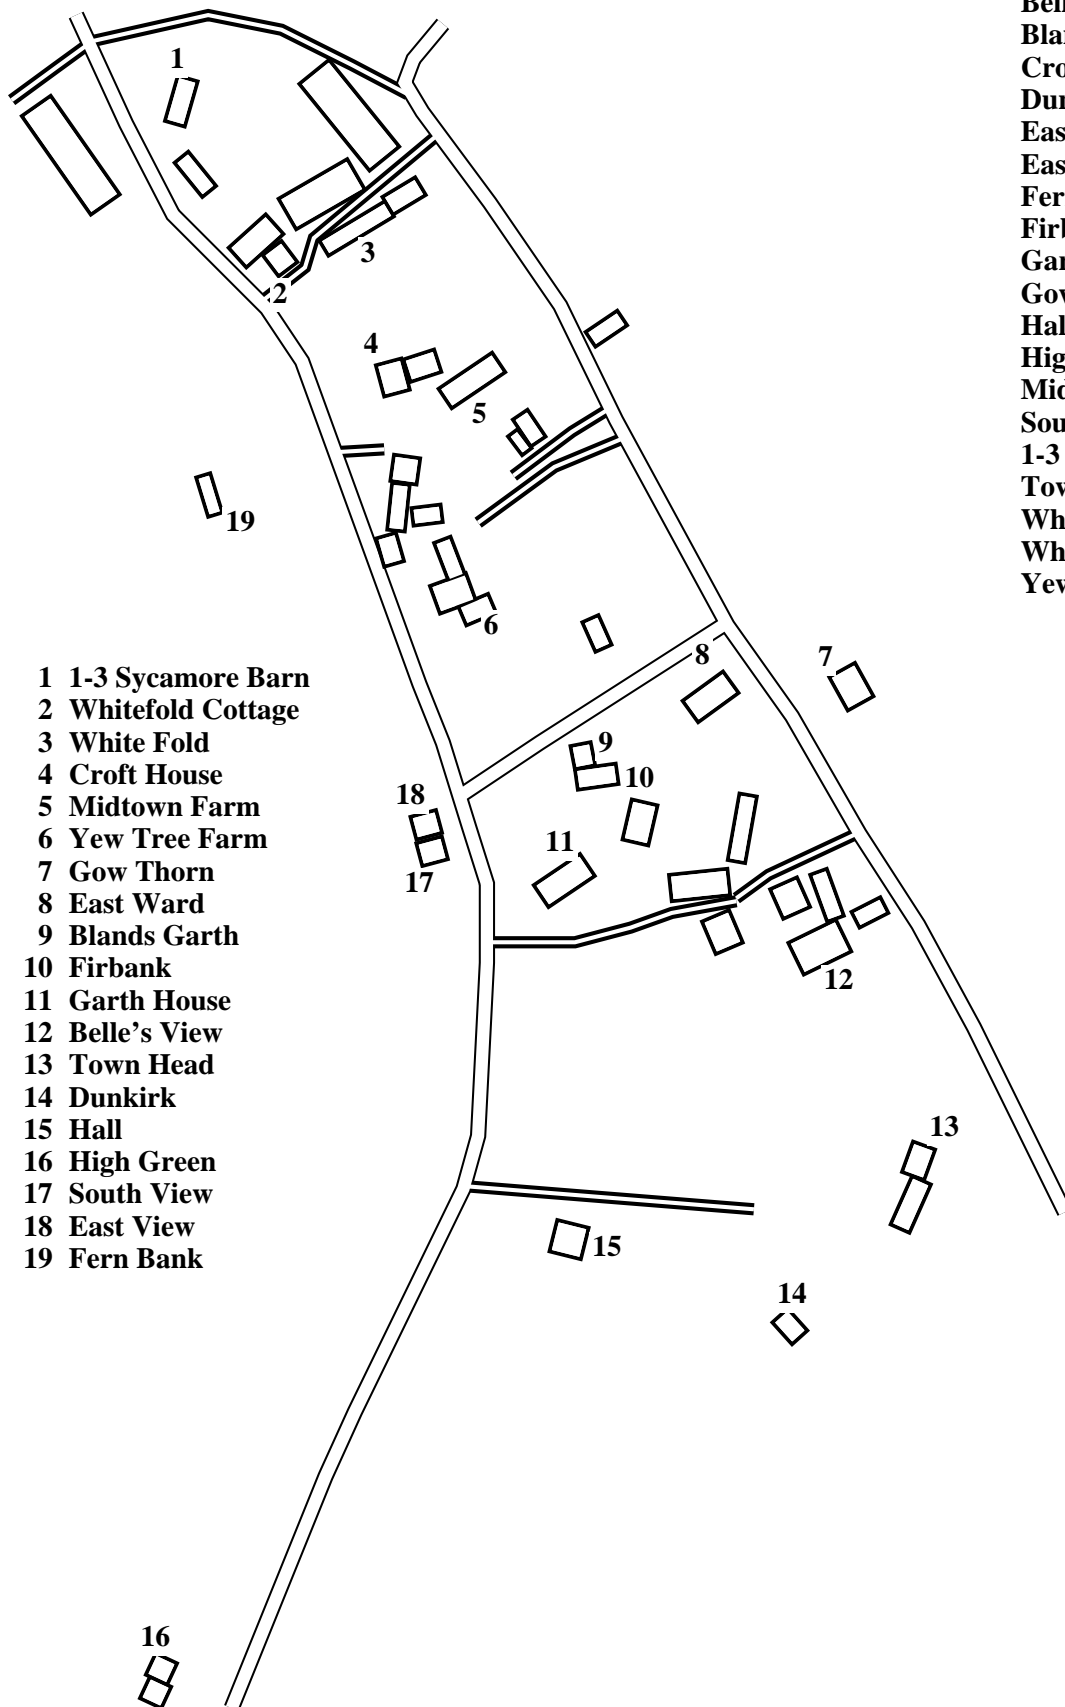 1
2
3
4
5
19
6
8
7
9
10
18
11
17
12
13
15
14
16
1 1-3 Sycamore Barn
2 Whitefold Cottage
3 White Fold
4 Croft House
5 Midtown Farm
6 Yew Tree Farm
7 Gow Thorn
8 East Ward
9 Blands Garth
10 Firbank
11 Garth House
12 Belle's View
13 Town Head
14 Dunkirk
15 Hall
16 High Green
17 South View
18 East View
19 Fern Bank
1-3